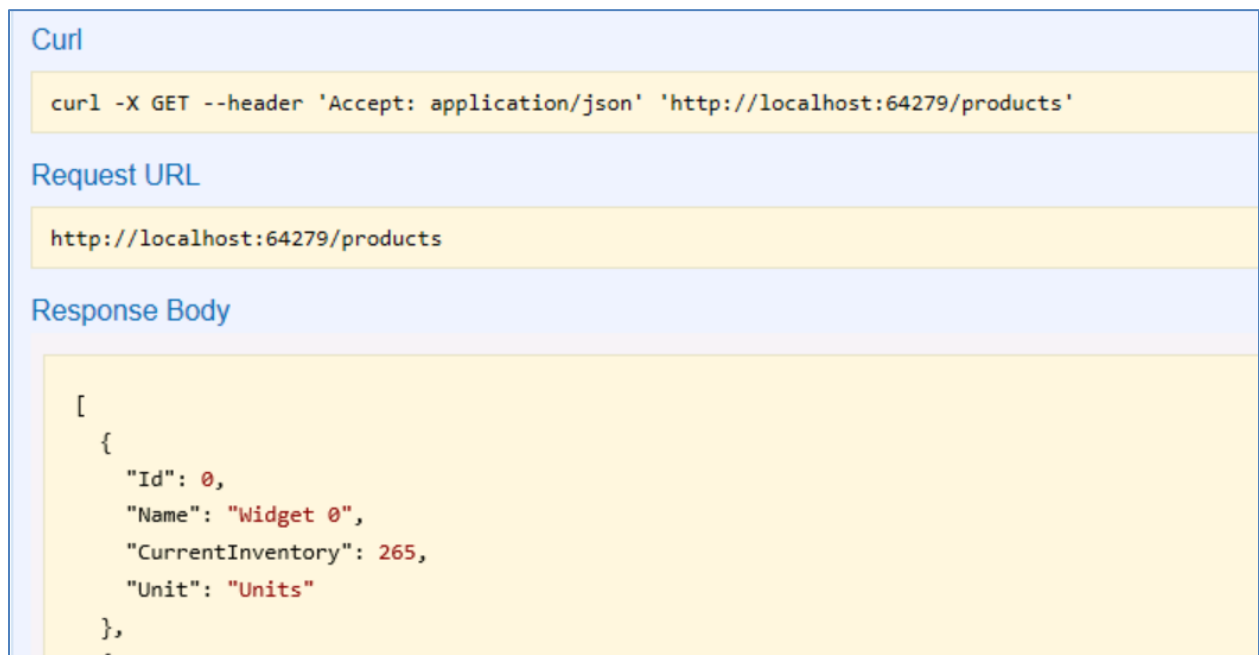 Curl
curl -X GET --header 'Accept: application/json' 'http://localhost:64279/products'
Request URL
http://localhost:64279/products
Response Body
[
{
"Id": 0,
"Name": "Widget 0",
"CurrentInventory": 265,
"Unit": "Units"
},